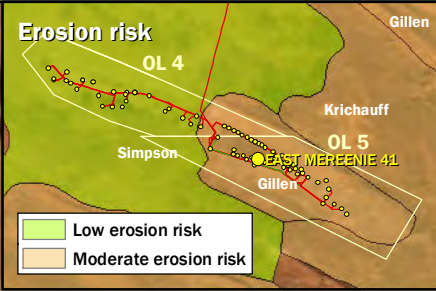 Gillen
Erosion risk
OL 4
Krichauff
OL 5
Simpson
EAST MEREENIE 41
Gillen
Low erosion risk
Moderate erosion risk